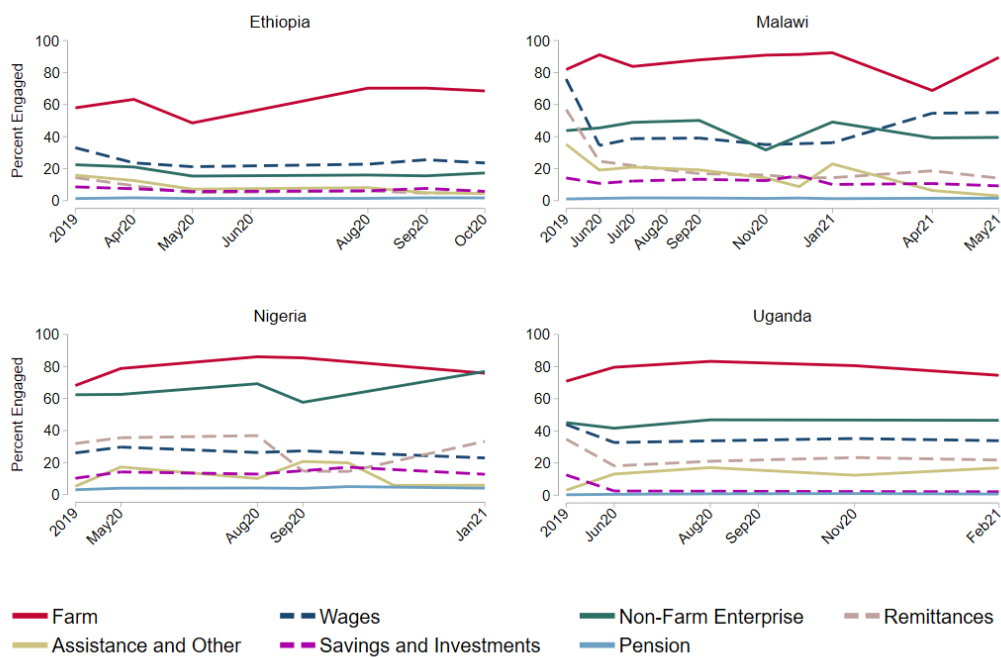 Ethiopia
Percent Engaged
100
80
60
40
20
0
2019
Apr20
May20
Jun20
Aug20
Sep20
Oct20
Malawi
100
80
60
40
20
0
2019
Jun20
Jul20
Aug20
Sep20
Nov20
Jan21
Apr21
May21
Nigeria
Percent Engaged
100
80
60
40
20
0
2019
May20
Aug20
Sep20
Jan21
Uganda
100
80
60
40
20
0
2019
Jun20
Aug20
Sep20
Nov20
Feb21
Farm Wages Non-Farm Enterprise Remittances
Assistance and Other Savings and Investments Pension